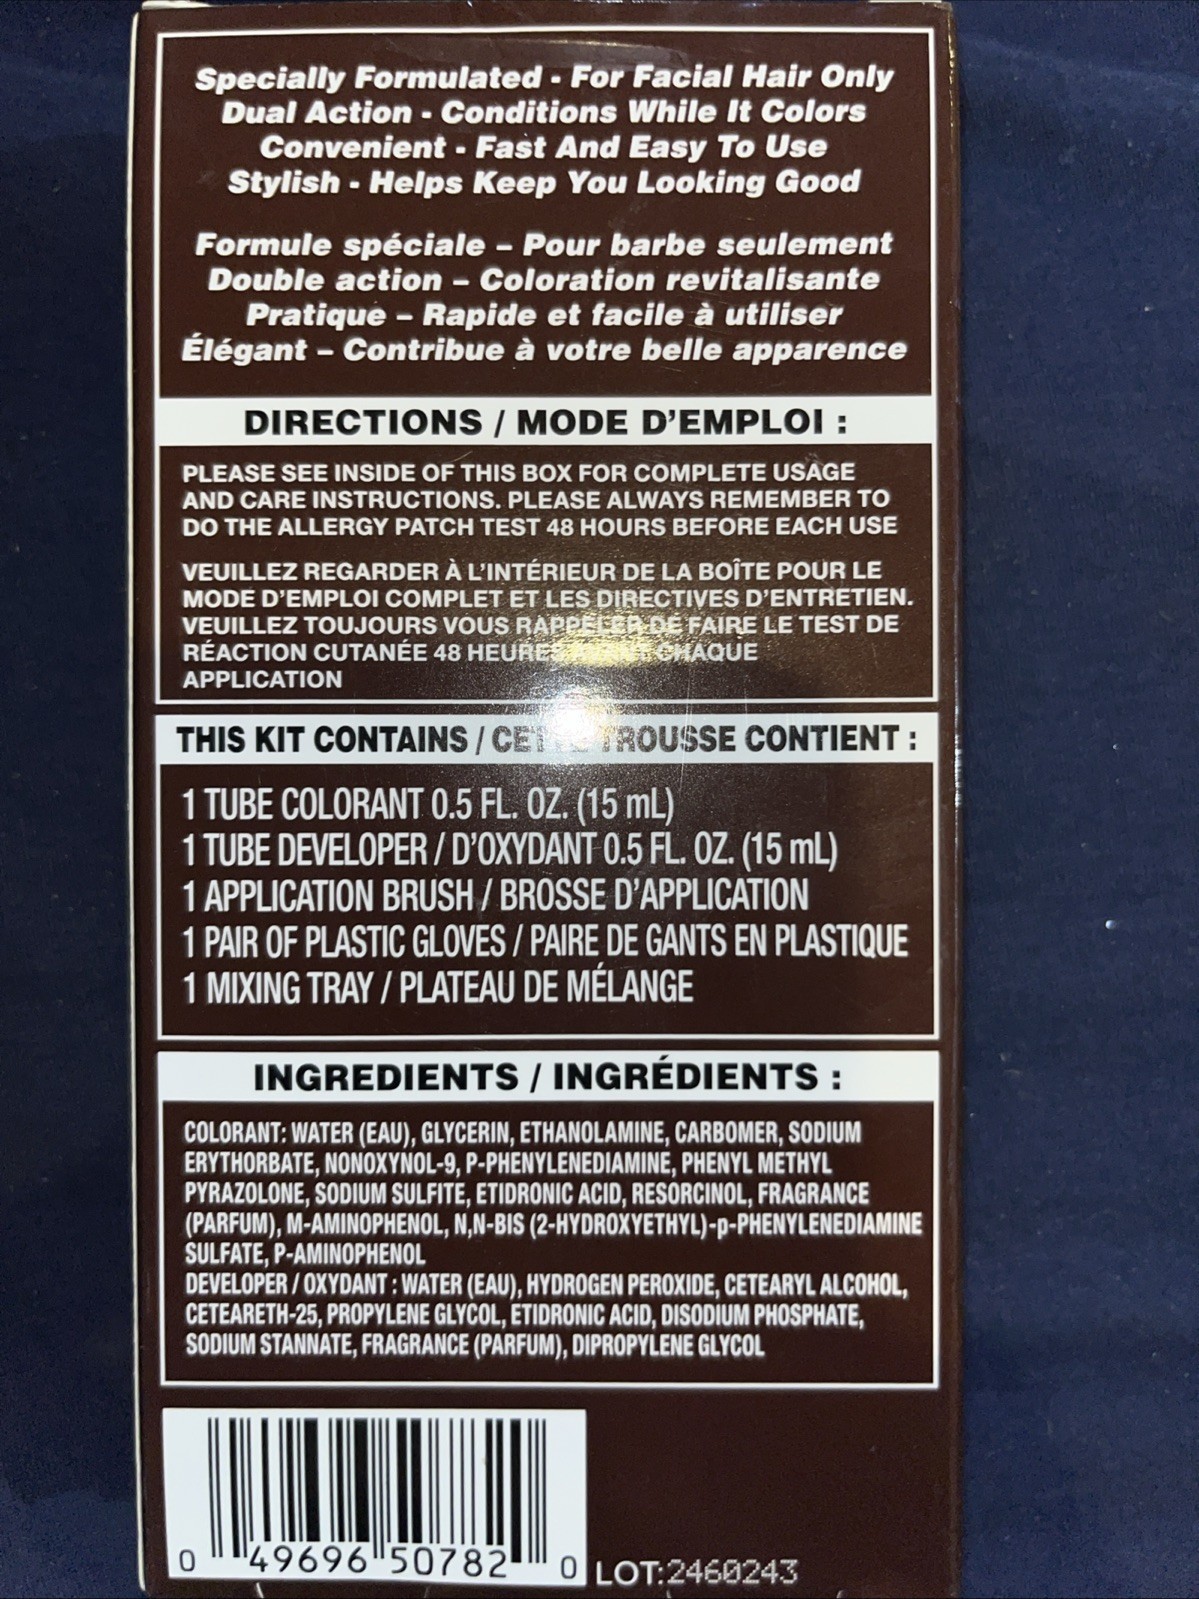 Specially Formulated - For Facial Hair Only
Dual Action - Conditions While It Colors
Convenient - Fast And Easy To Use
Stylish - Helps Keep You Looking Good
Formule spéciale – Pour barbe seulement
Double action – Coloration revitalisante
Pratique – Rapide et facile à utiliser
Élégant – Contribue à votre belle apparence
DIRECTIONS / MODE D'EMPLOI :
PLEASE SEE INSIDE OF THIS BOX FOR COMPLETE USAGE
AND CARE INSTRUCTIONS. PLEASE ALWAYS REMEMBER TO
DO THE ALLERGY PATCH TEST 48 HOURS BEFORE EACH USE
VEUILLEZ REGARDER À L'INTÉRIEUR DE LA BOÎTE POUR LE
MODE D'EMPLOI COMPLET ET LES DIRECTIVES D'ENTRETIEN.
VEUILLEZ TOUJOURS VOUS RAPPELER DE FAIRE LE TEST DE
RÉACTION CUTANÉE 48 HEURES AVANT CHAQUE
APPLICATION
THIS KIT CONTAINS / CETTE TROUSSE CONTIENT :
1 TUBE COLORANT 0.5 FL. OZ. (15 mL)
1 TUBE DEVELOPER / D'OXYDANT 0.5 FL. OZ. (15 mL)
1 APPLICATION BRUSH / BROSSE D'APPLICATION
1 PAIR OF PLASTIC GLOVES / PAIRE DE GANTS EN PLASTIQUE
1 MIXING TRAY / PLATEAU DE MÉLANGE
INGREDIENTS / INGRÉDIENTS :
COLORANT: WATER (EAU), GLYCERIN, ETHANOLAMINE, CARBOMER, SODIUM
ERYTHORBATE, NONOXYNOL-9, P-PHENYLENEDIAMINE, PHENYL METHYL
PYRAZOLONE, SODIUM SULFITE, ETIDRONIC ACID, RESORCINOL, FRAGRANCE
(PARFUM), M-AMINOPHENOL, N,N-BIS (2-HYDROXYETHYL)-p-PHENYLENEDIAMINE
SULFATE, P-AMINOPHENOL
DEVELOPER / OXYDANT : WATER (EAU), HYDROGEN PEROXIDE, CETEARYL ALCOHOL,
CETEARETH-25, PROPYLENE GLYCOL, ETIDRONIC ACID, DISODIUM PHOSPHATE,
SODIUM STANNATE, FRAGRANCE (PARFUM), DIPROPYLENE GLYCOL
0 49696 50782 0
LOT:2460243